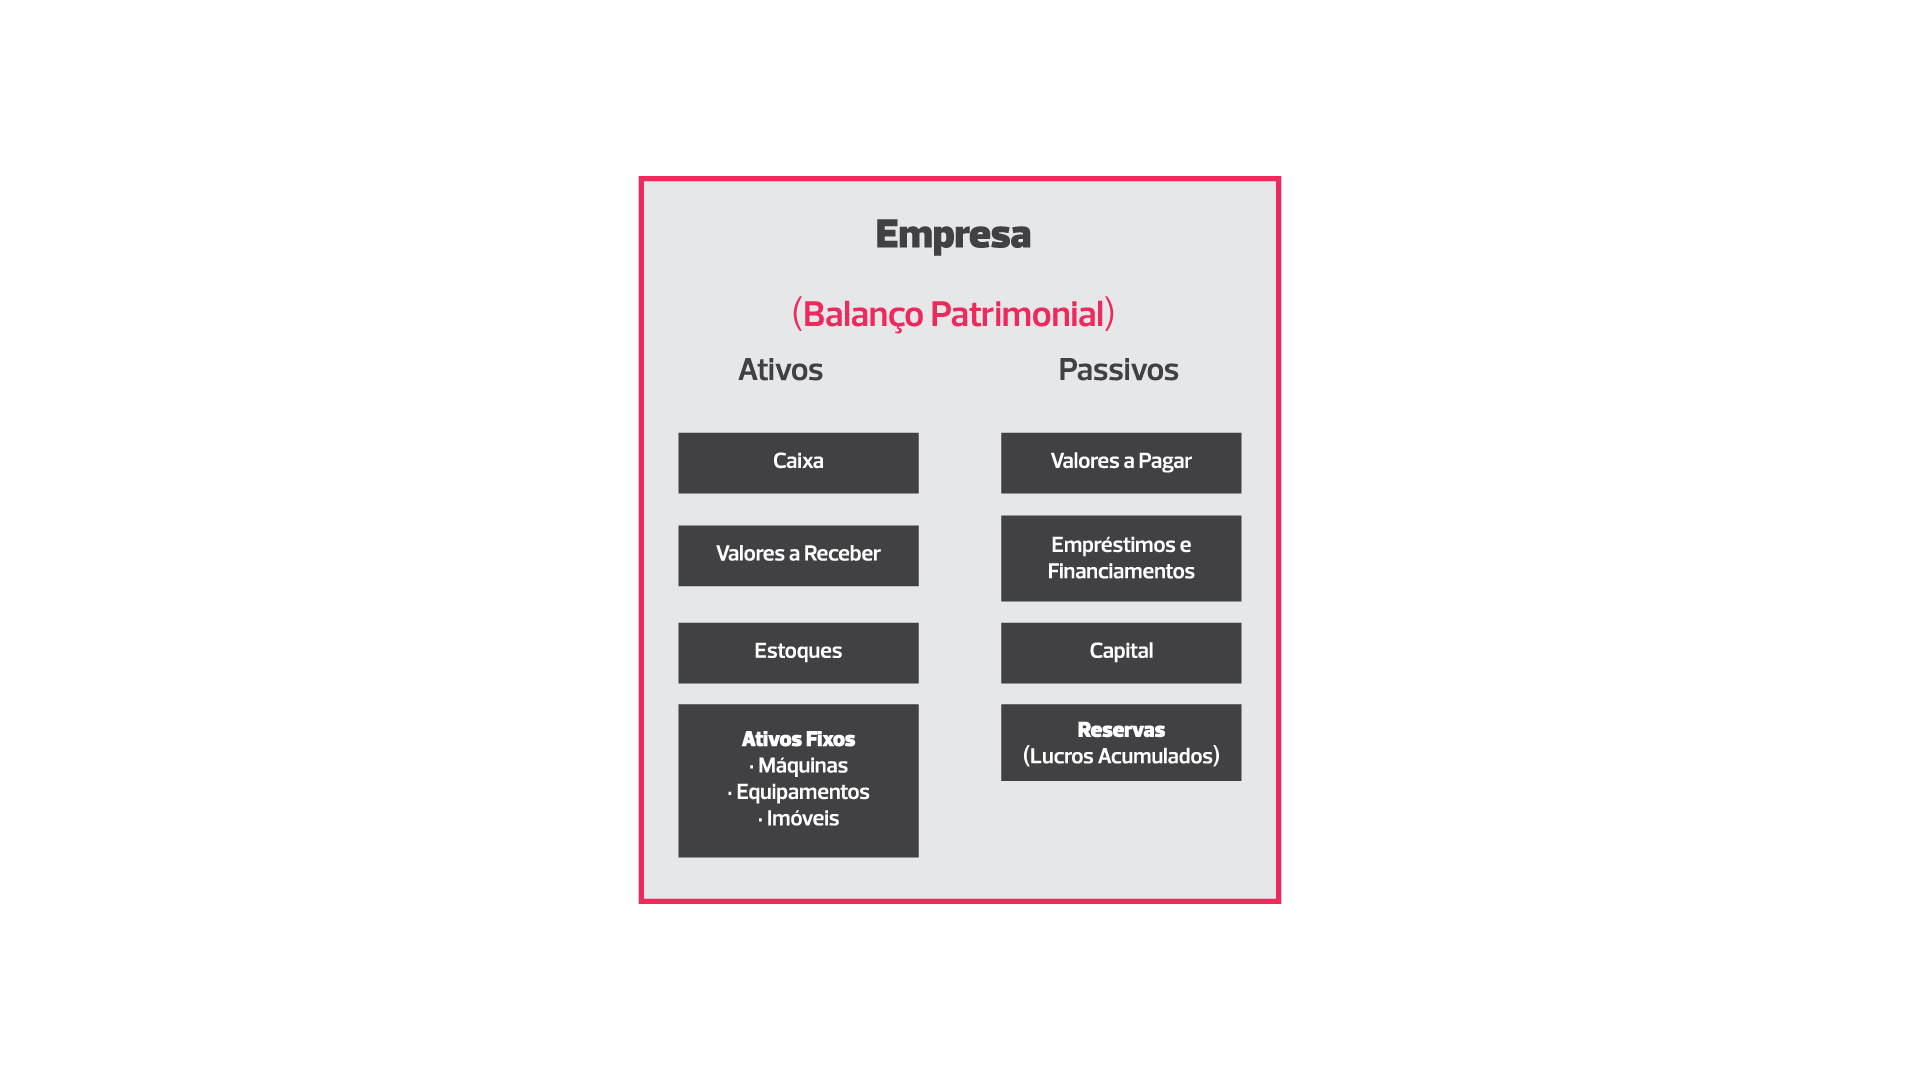 Empresa
(Balanço Patrimonial)
Ativos
Caixa
Valores a Receber
Estoques
Ativos Fixos
· Máquinas
· Equipamentos
· Imóveis
Passivos
Valores a Pagar
Empréstimos e
Financiamentos
Capital
Reservas
(Lucros Acumulados)